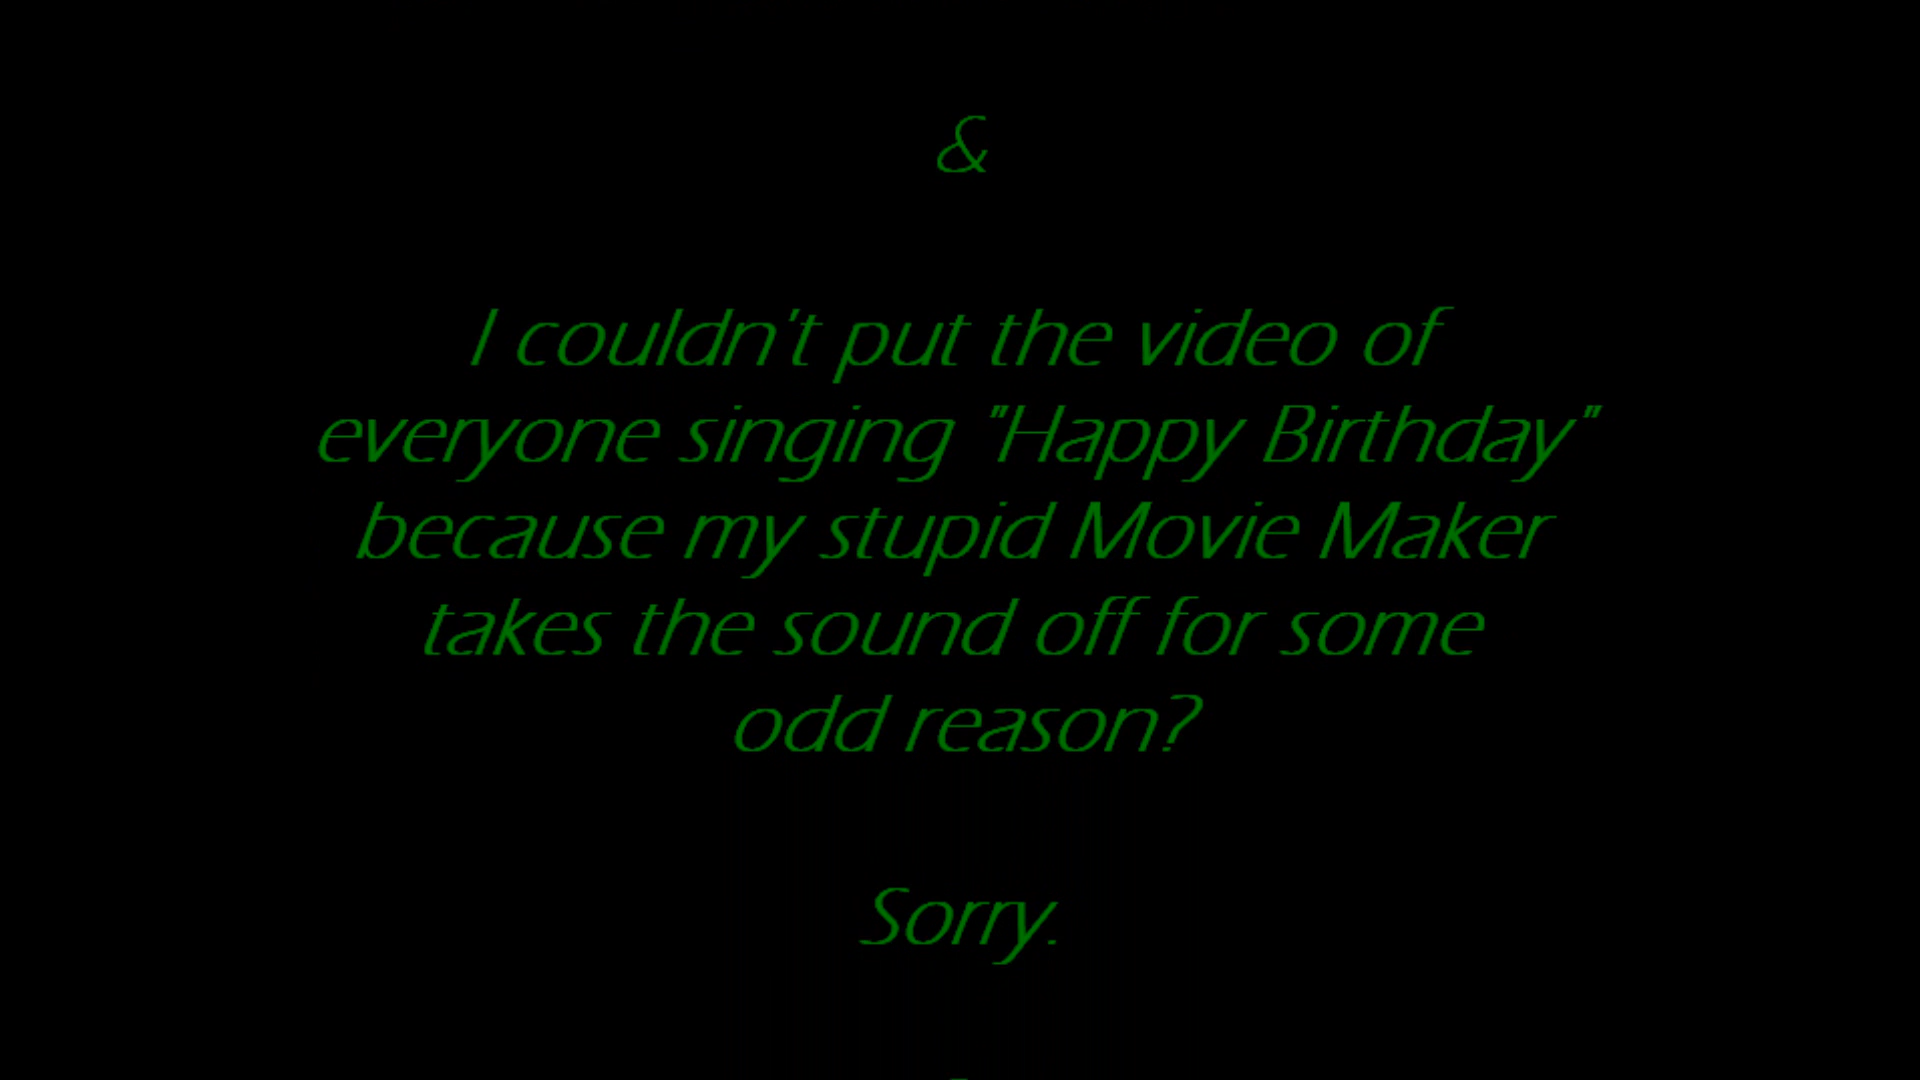 &
I couldn't put the video of
everyone singing "Happy Birthday"
because my stupid Movie Maker
takes the sound off for some
odd reason?
Sorry.